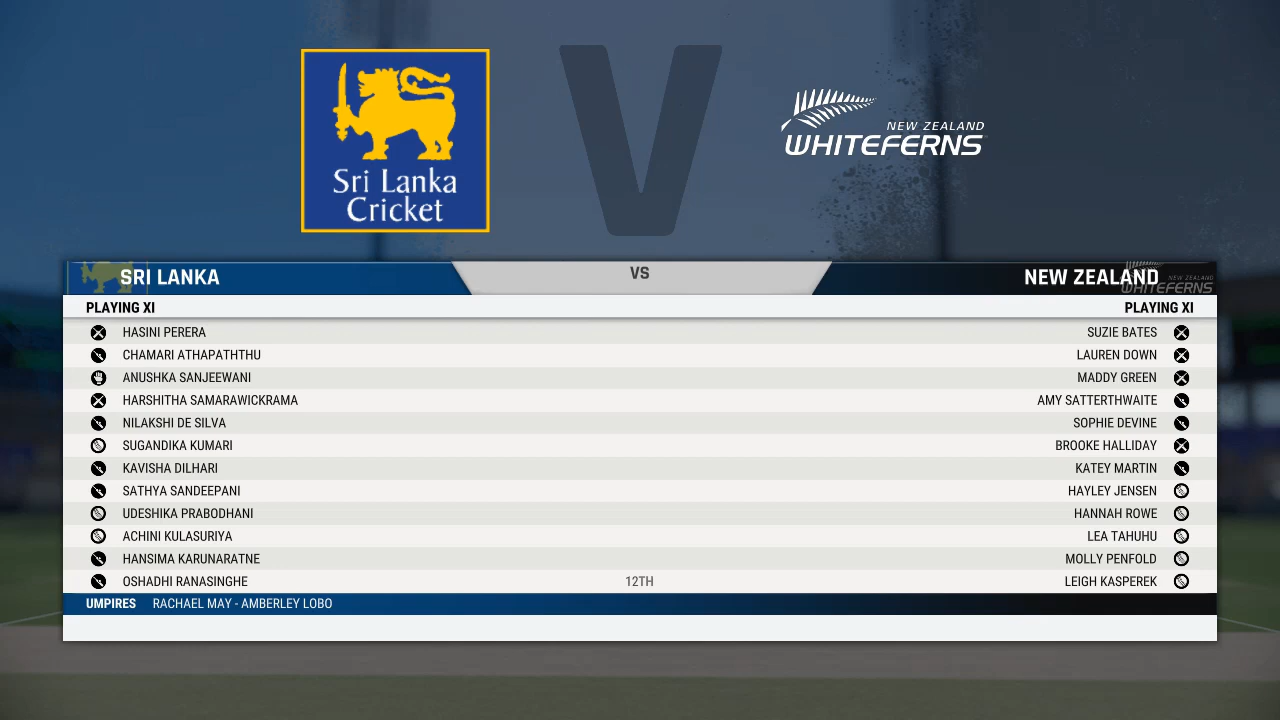 V
Sri Lanka
Cricket
NEW ZEALAND
WHITEFERNS
SRI LANKA VS NEW ZEALAND
NEW ZEALAND
WHITEFERNS
PLAYING XI PLAYING XI
HASINI PERERA SUZIE BATES
CHAMARI ATHAPATHTHU LAUREN DOWN
ANUSHKA SANJEEWANI MADDY GREEN
HARSHITHA SAMARAWICKRAMA AMY SATTERTHWAITE
NILAKSHI DE SILVA SOPHIE DEVINE
SUGANDIKA KUMARI BROOKE HALLIDAY
KAVISHA DILHARI KATEY MARTIN
SATHYA SANDEEPANI HAYLEY JENSEN
UDESHIKA PRABODHANI HANNAH ROWE
ACHINI KULASURIYA LEA TAHUHU
HANSIMA KARUNARATNE MOLLY PENFOLD
OSHADHI RANASINGHE 12TH LEIGH KASPEREK
UMPIRES RACHAEL MAY - AMBERLEY LOBO